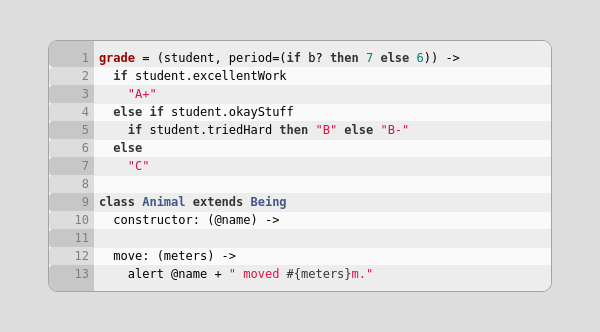 1 grade = (student, period=(if b? then 7 else 6)) ->
2   if student.excellentWork
3     "A+"
4   else if student.okayStuff
5     if student.triedHard then "B" else "B-"
6   else
7     "C"
8
9 class Animal extends Being
10   constructor: (@name) ->
11
12   move: (meters) ->
13     alert @name + " moved #{meters}m."